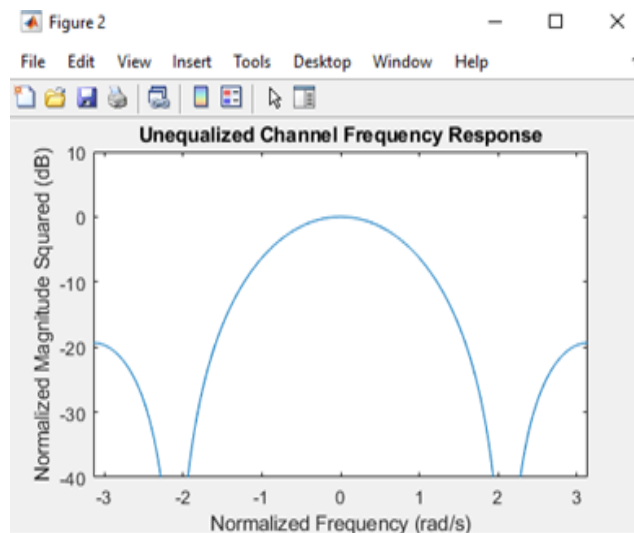 Figure 2
File Edit View Insert Tools Desktop Window Help
Unequalized Channel Frequency Response
Normalized Magnitude Squared (dB)
10
0
-10
-20
-30
-40
-3 -2 -1 0 1 2 3
Normalized Frequency (rad/s)